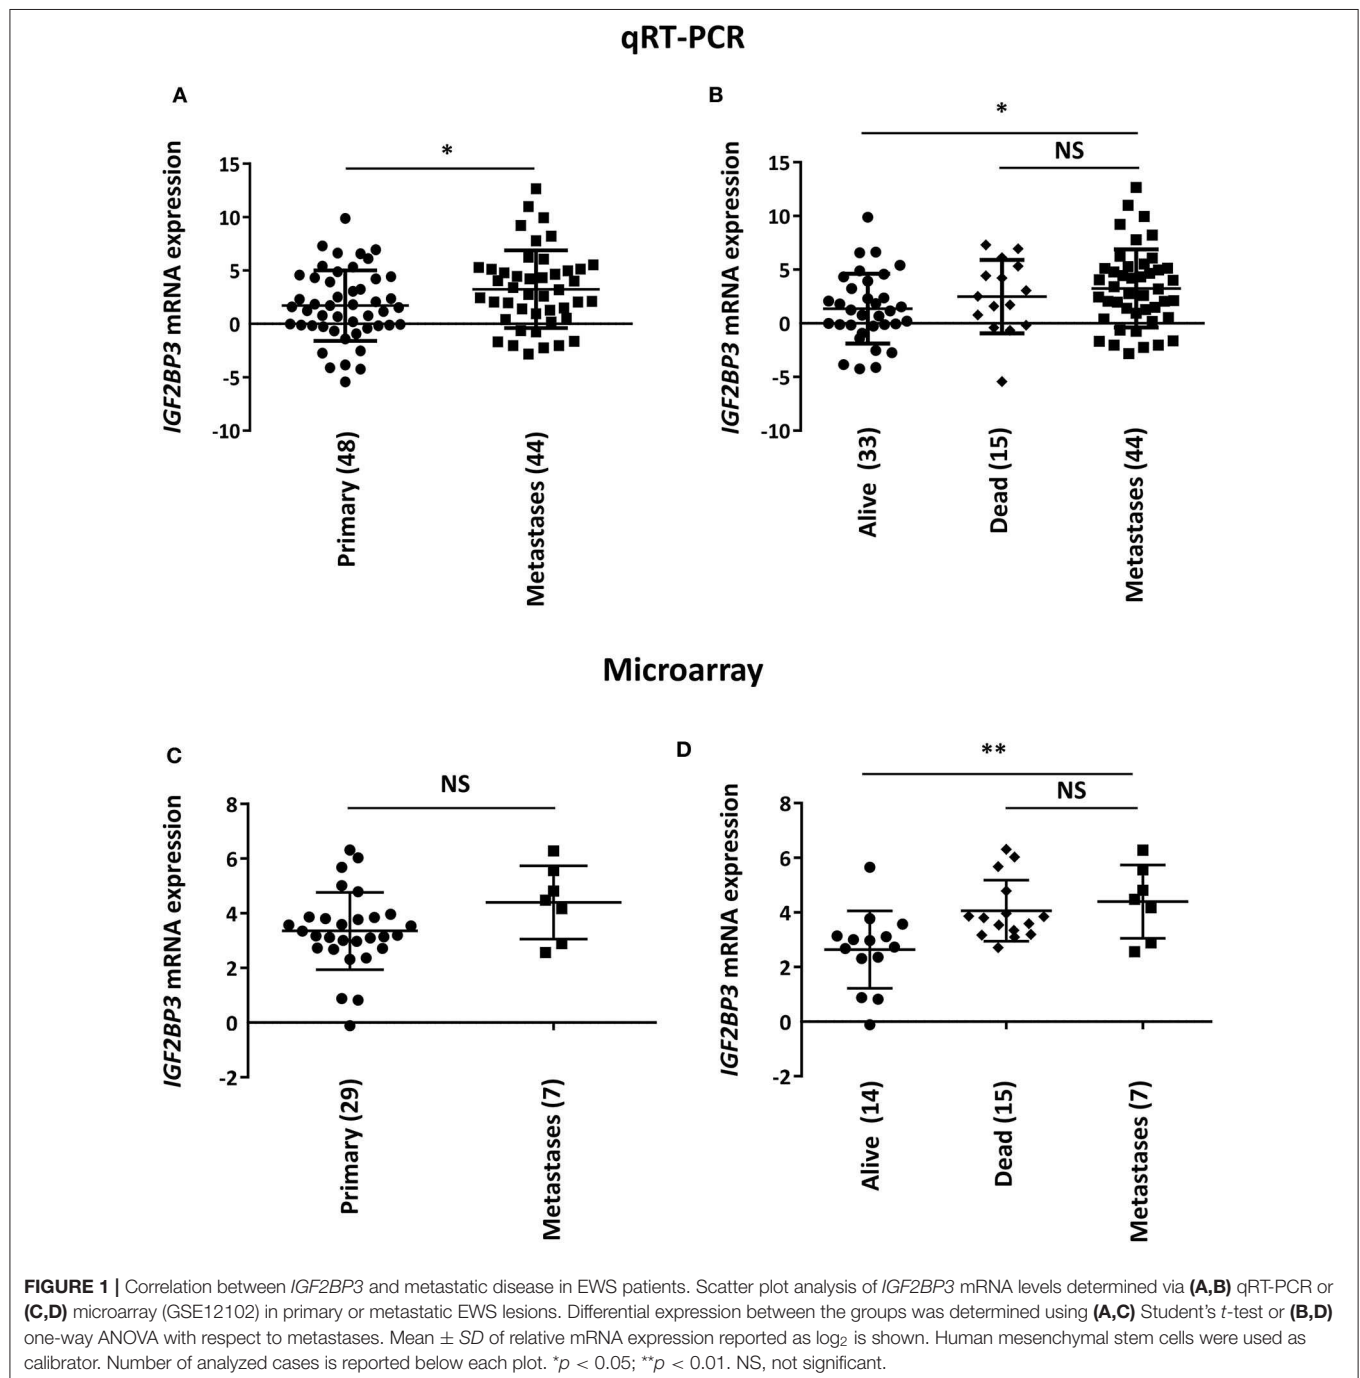 qRT-PCR
A
*
IGF2BP3 mRNA expression
15
10
5
0
-5
-10
Primary (48)
Metastases (44)
B
*
NS
IGF2BP3 mRNA expression
15
10
5
0
-5
-10
Alive (33)
Dead (15)
Metastases (44)
Microarray
C
NS
IGF2BP3 mRNA expression
8
6
4
2
0
-2
Primary (29)
Metastases (7)
D
**
NS
IGF2BP3 mRNA expression
8
6
4
2
0
-2
Alive (14)
Dead (15)
Metastases (7)
FIGURE 1 | Correlation between IGF2BP3 and metastatic disease in EWS patients. Scatter plot analysis of IGF2BP3 mRNA levels determined via (A,B) qRT-PCR or
(C,D) microarray (GSE12102) in primary or metastatic EWS lesions. Differential expression between the groups was determined using (A,C) Student's t-test or (B,D)
one-way ANOVA with respect to metastases. Mean ± SD of relative mRNA expression reported as log₂ is shown. Human mesenchymal stem cells were used as
calibrator. Number of analyzed cases is reported below each plot. *p < 0.05; **p < 0.01. NS, not significant.